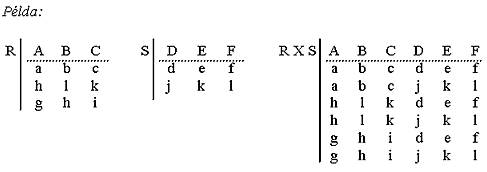 Példa:
R A B C S D E F R X S A B C D E F
a b c d e f a b c d e f
h l k j k l a b c j k l
g h i h l k d e f
h l k j k l
g h i d e f
g h i j k l